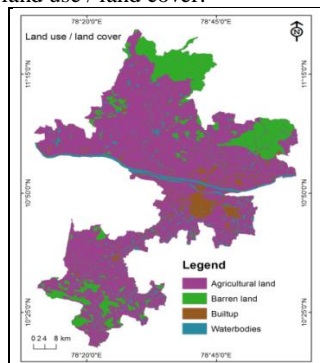 land use / land cover.
78°20'0"E 78°45'0"E
Land use / land cover
N
11°15'0"N 11°15'0"N
10°50'0"N 10°50'0"N
10°25'0"N 10°25'0"N
Legend
Agricultural land
Barren land
Builtup
Waterbodies
0 2 4 8 km
78°20'0"E 78°45'0"E